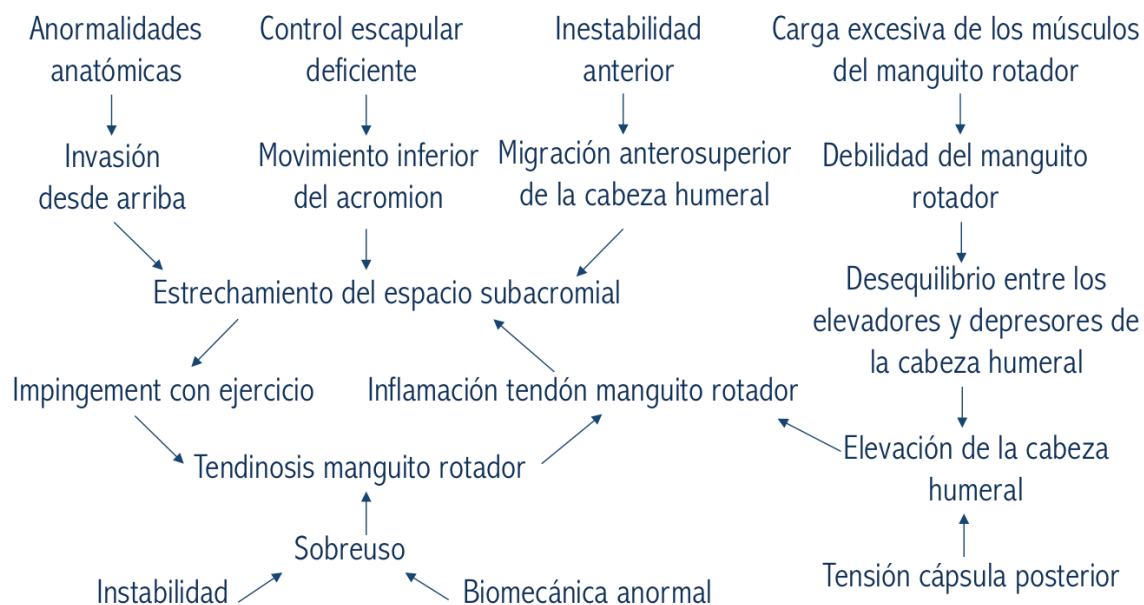 Anormalidades
anatómicas
Control escapular
deficiente
Inestabilidad
anterior
Carga excesiva de los músculos
del manguito rotador
Invasión
desde arriba
Movimiento inferior
del acromion
Migración anterosuperior
de la cabeza humeral
Debilidad del manguito
rotador
Estrechamiento del espacio subacromial
Desequilibrio entre los
elevadores y depresores de
la cabeza humeral
Impingement con ejercicio
Inflamación tendón manguito rotador
Tendinosis manguito rotador
Elevación de la cabeza
humeral
Sobreuso
Instabilidad
Biomecánica anormal
Tensión cápsula posterior